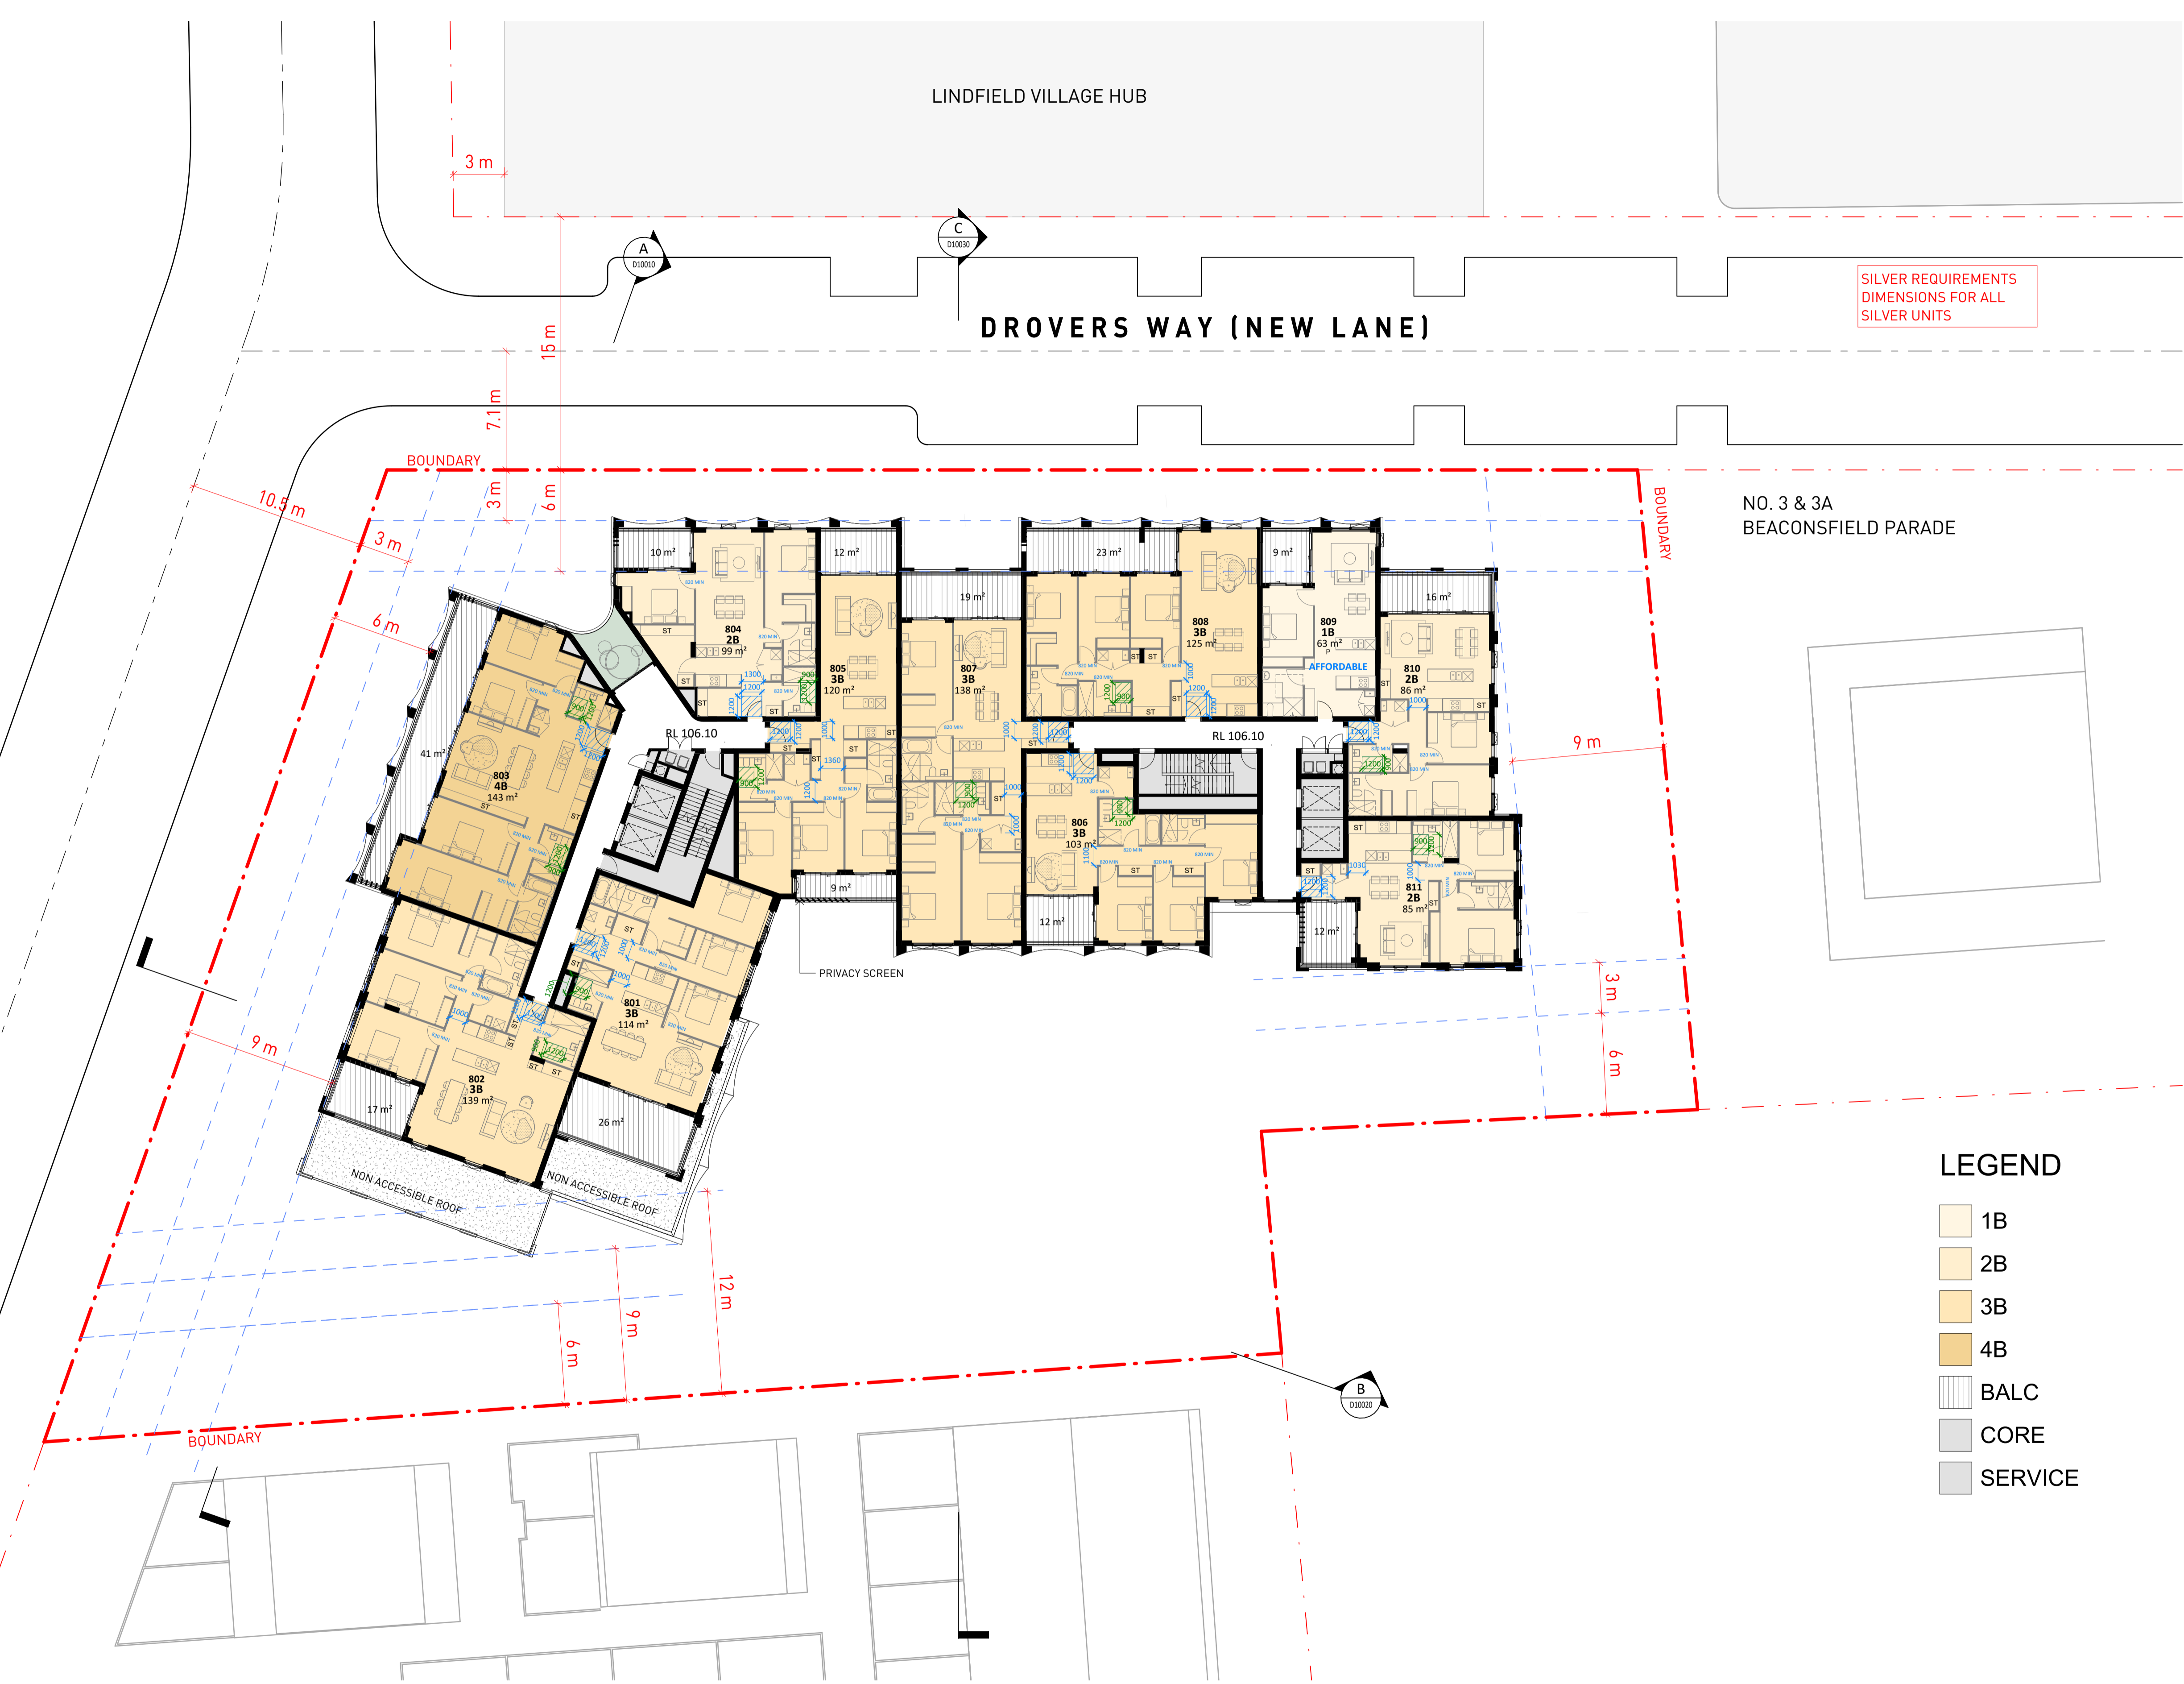 LINDFIELD VILLAGE HUB
3 m
A
D10010
C
D10030
SILVER REQUIREMENTS
DIMENSIONS FOR ALL
SILVER UNITS
DROVERS WAY (NEW LANE)
15 m
7.1 m
BOUNDARY
3 m
6 m
10.5 m
3 m
6 m
BOUNDARY
NO. 3 & 3A
BEACONSFIELD PARADE
10 m²
12 m²
23 m²
9 m²
19 m²
16 m²
804
2B
99 m²
805
3B
120 m²
807
3B
138 m²
808
3B
125 m²
809
1B
63 m²
P
AFFORDABLE
810
2B
86 m²
RL 106.10
RL 106.10
41 m²
803
4B
143 m²
9 m
1300
1200
1360
806
3B
103 m²
1100
1030
811
2B
85 m²
9 m²
12 m²
12 m²
PRIVACY SCREEN
801
3B
114 m²
802
3B
139 m²
9 m
17 m²
26 m²
NON ACCESSIBLE ROOF
NON ACCESSIBLE ROOF
3 m
6 m
12 m
9 m
6 m
BOUNDARY
B
D10020
LEGEND
1B
2B
3B
4B
BALC
CORE
SERVICE